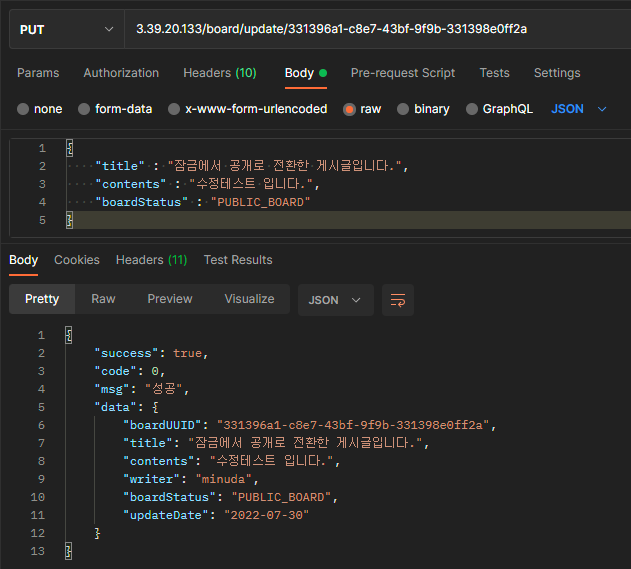 PUT 3.39.20.133/board/update/331396a1-c8e7-43bf-9f9b-331398e0ff2a
Params Authorization Headers (10) Body Pre-request Script Tests Settings
none form-data x-www-form-urlencoded raw binary GraphQL JSON
1 {
2 "title" : "잠금에서 공개로 전환한 게시글입니다.",
3 "contents" : "수정테스트 입니다.",
4 "boardStatus" : "PUBLIC_BOARD"
5 }
Body Cookies Headers (11) Test Results
Pretty Raw Preview Visualize JSON
1 {
2 "success": true,
3 "code": 0,
4 "msg": "성공",
5 "data": {
6 "boardUUID": "331396a1-c8e7-43bf-9f9b-331398e0ff2a",
7 "title": "잠금에서 공개로 전환한 게시글입니다.",
8 "contents": "수정테스트 입니다.",
9 "writer": "minuda",
10 "boardStatus": "PUBLIC_BOARD",
11 "updateDate": "2022-07-30"
12 }
13 }